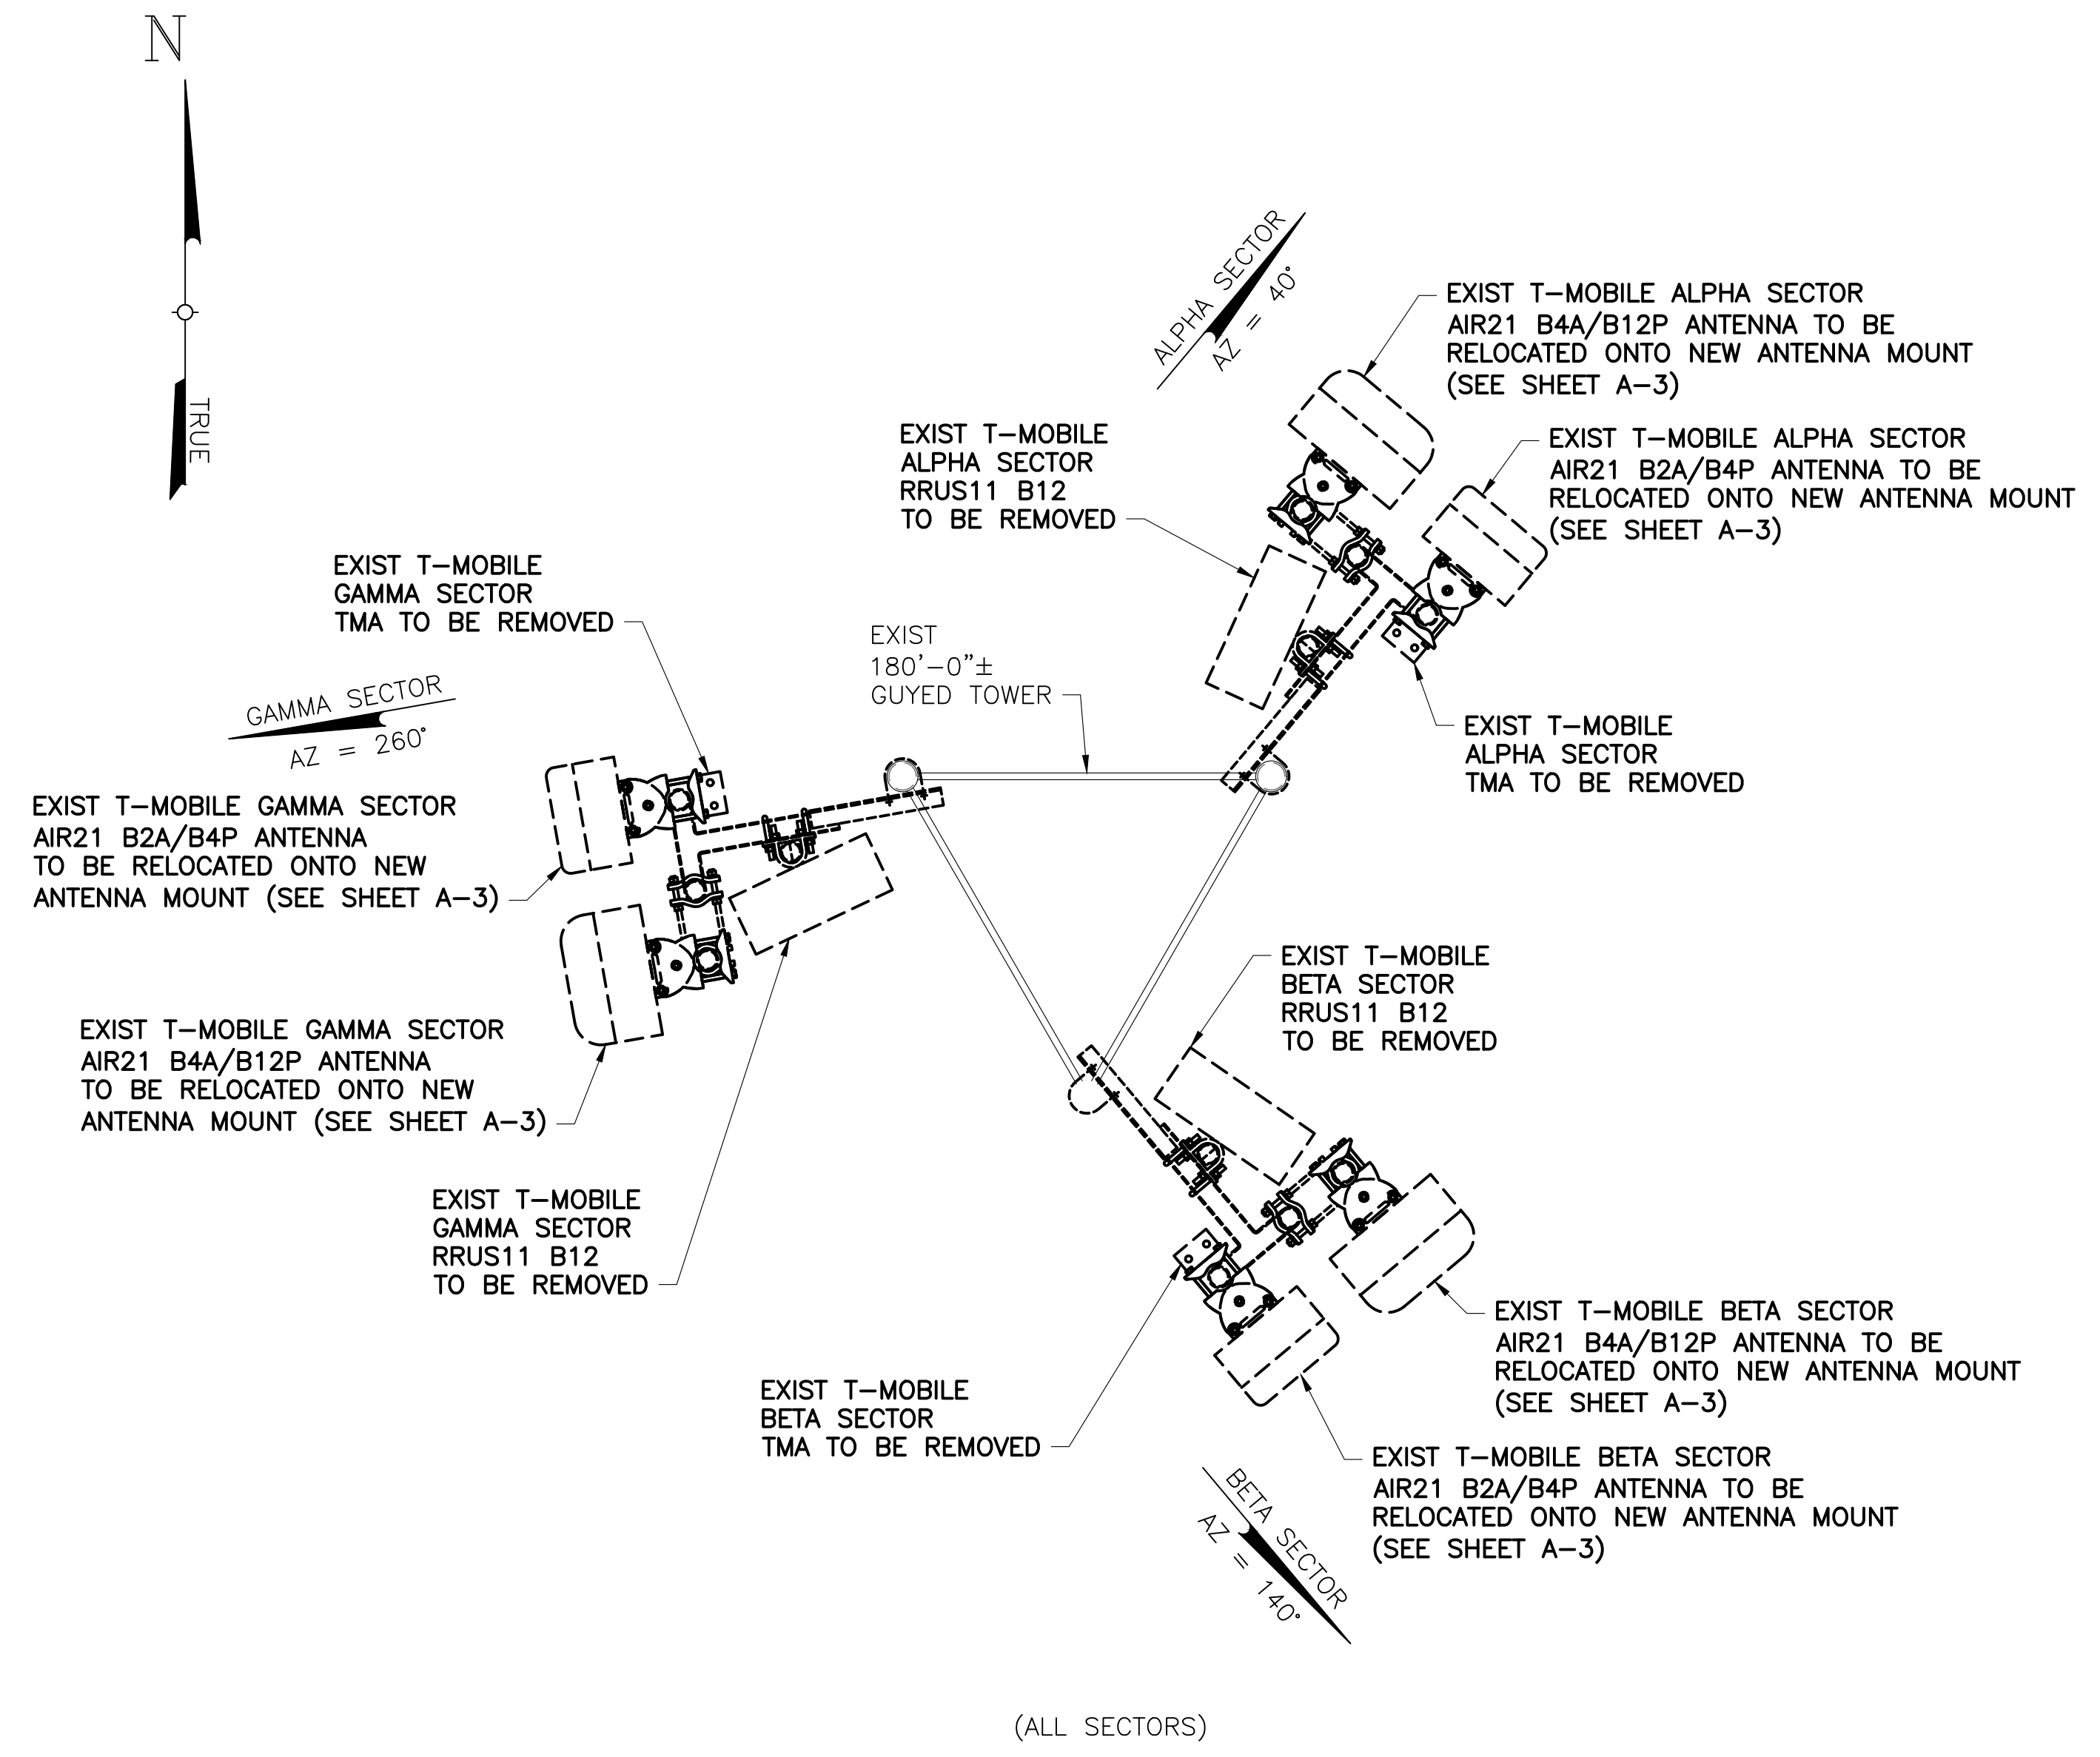 N
TRUE
ALPHA SECTOR
AZ = 40°
EXIST T-MOBILE ALPHA SECTOR
AIR21 B4A/B12P ANTENNA TO BE
RELOCATED ONTO NEW ANTENNA MOUNT
(SEE SHEET A-3)
EXIST T-MOBILE
ALPHA SECTOR
RRUS11 B12
TO BE REMOVED
EXIST T-MOBILE ALPHA SECTOR
AIR21 B2A/B4P ANTENNA TO BE
RELOCATED ONTO NEW ANTENNA MOUNT
(SEE SHEET A-3)
EXIST T-MOBILE
GAMMA SECTOR
TMA TO BE REMOVED
EXIST
180'-0"±
GUYED TOWER
GAMMA SECTOR
AZ = 260°
EXIST T-MOBILE
ALPHA SECTOR
TMA TO BE REMOVED
EXIST T-MOBILE GAMMA SECTOR
AIR21 B2A/B4P ANTENNA
TO BE RELOCATED ONTO NEW
ANTENNA MOUNT (SEE SHEET A-3)
EXIST T-MOBILE
BETA SECTOR
RRUS11 B12
TO BE REMOVED
EXIST T-MOBILE GAMMA SECTOR
AIR21 B4A/B12P ANTENNA
TO BE RELOCATED ONTO NEW
ANTENNA MOUNT (SEE SHEET A-3)
EXIST T-MOBILE
GAMMA SECTOR
RRUS11 B12
TO BE REMOVED
EXIST T-MOBILE BETA SECTOR
AIR21 B4A/B12P ANTENNA TO BE
RELOCATED ONTO NEW ANTENNA MOUNT
(SEE SHEET A-3)
EXIST T-MOBILE
BETA SECTOR
TMA TO BE REMOVED
EXIST T-MOBILE BETA SECTOR
AIR21 B2A/B4P ANTENNA TO BE
RELOCATED ONTO NEW ANTENNA MOUNT
(SEE SHEET A-3)
BETA SECTOR
AZ = 140°
(ALL SECTORS)